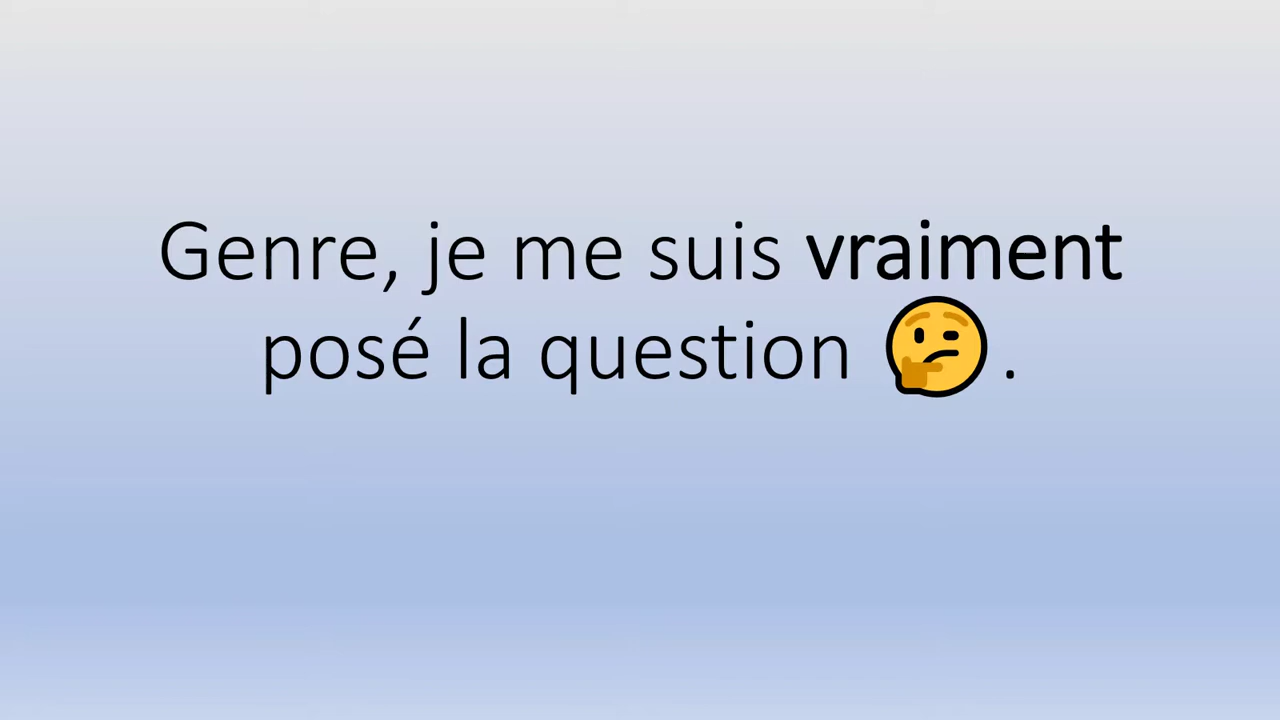 Genre, je me suis vraiment
posé la question 🤔.